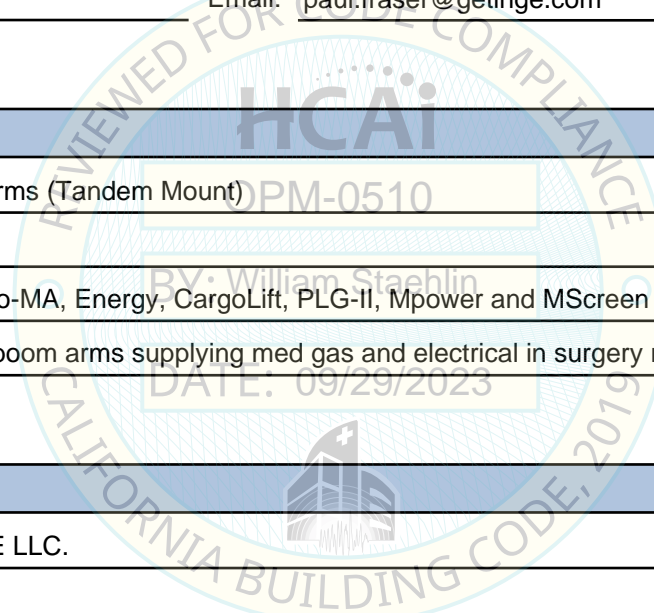 Email: paul.fraser@getinge.com
REVIEWED FOR CODE COMPLIANCE
HCAi
rms (Tandem Mount)
OPM-0510
BY: William Staehlin
o-MA, Energy, CargoLift, PLG-II, Mpower and MScreen
ooom arms supplying med gas and electrical in surgery
DATE: 09/29/2023
E LLC.
CALIFORNIA BUILDING CODE, 2019